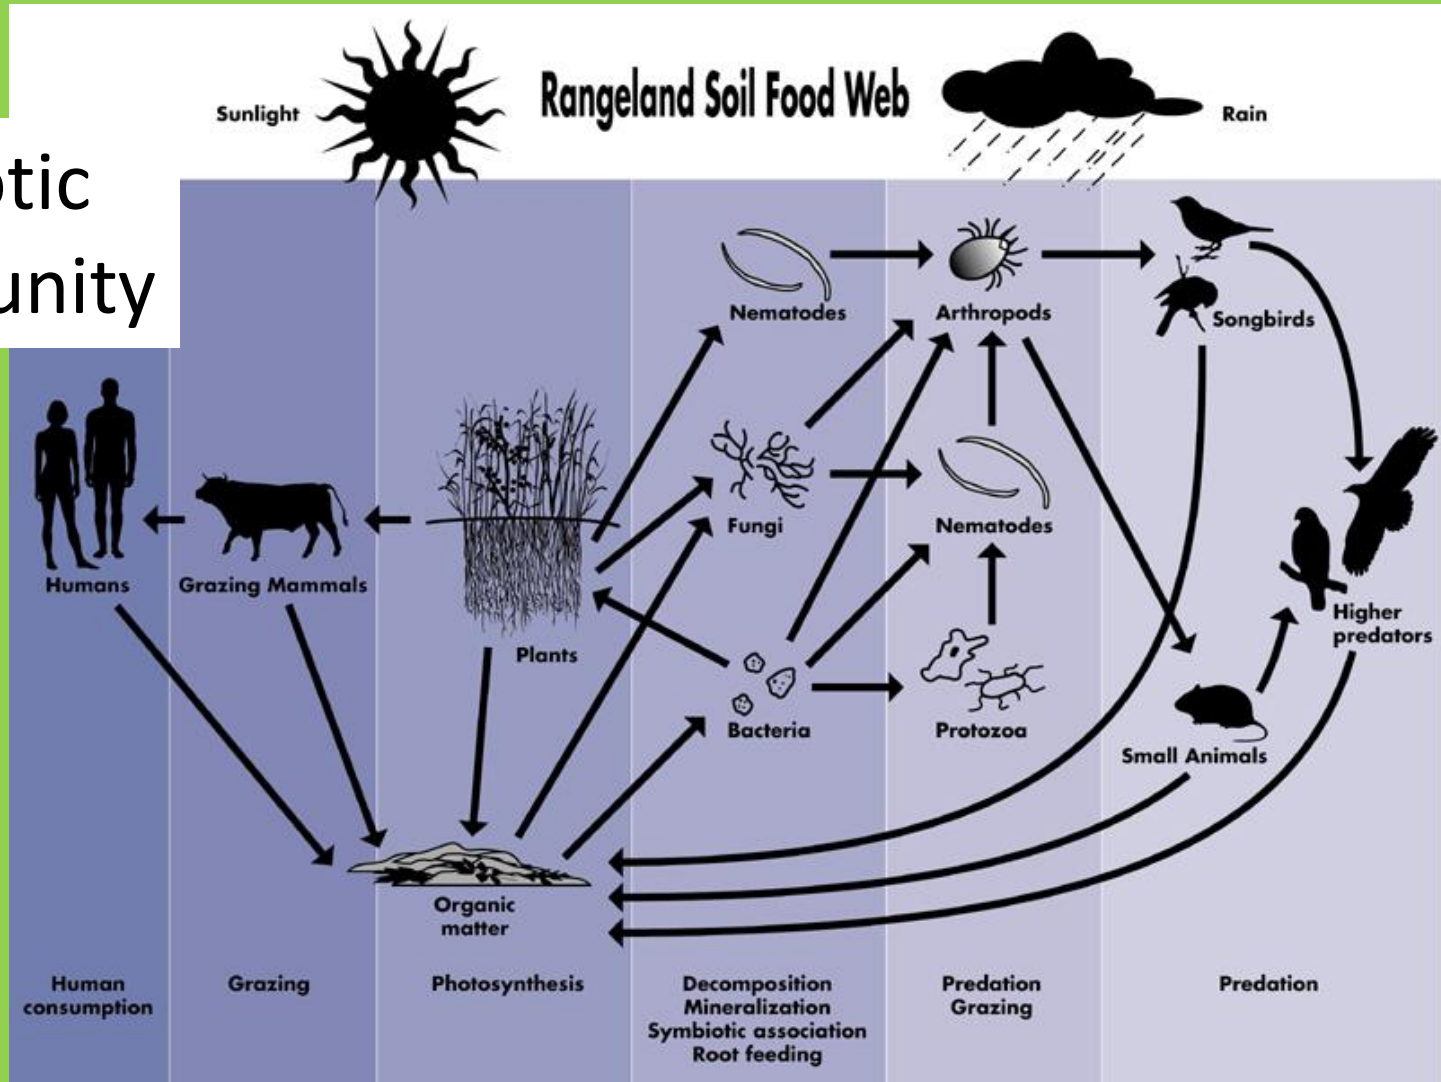 Sunlight
Rangeland Soil Food Web
Rain
otic
unity
Nematodes
Arthropods
Songbirds
Fungi
Nematodes
Humans
Grazing Mammals
Plants
Higher
predators
Bacteria
Protozoa
Small Animals
Organic
matter
Human
consumption
Grazing
Photosynthesis
Decomposition
Mineralization
Symbiotic association
Root feeding
Predation
Grazing
Predation